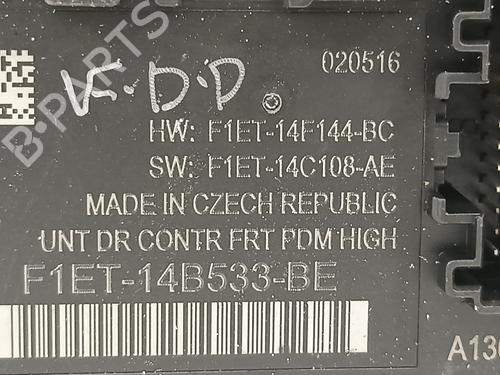 020516
K.D.D
HW: F1ET-14F144-BC
SW: F1ET-14C108-AE
MADE IN CZECH REPUBLIC
UNT DR CONTR FRT PDM HIGH
F1ET-14B533-BE
B-PARTS